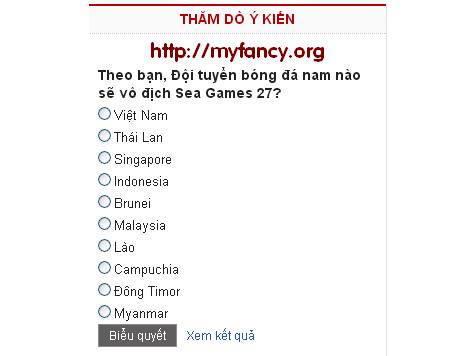 THĂM DÒ Ý KIẾN
http://myfancy.org
Theo bạn, Đội tuyển bóng đá nam nào
sẽ vô địch Sea Games 27?
Việt Nam
Thái Lan
Singapore
Indonesia
Brunei
Malaysia
Lào
Campuchia
Đông Timor
Myanmar
Biểu quyết Xem kết quả